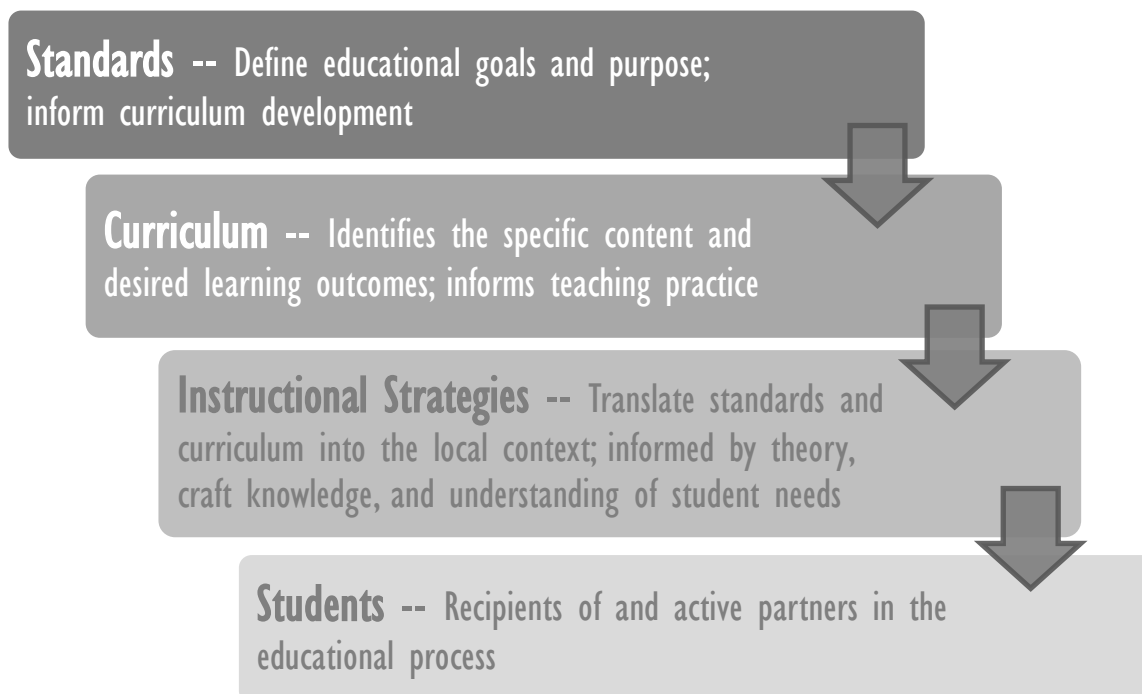 Standards -- Define educational goals and purpose;
inform curriculum development
Curriculum -- Identifies the specific content and
desired learning outcomes; informs teaching practice
Instructional Strategies -- Translate standards and
curriculum into the local context; informed by theory,
craft knowledge, and understanding of student needs
Students -- Recipients of and active partners in the
educational process